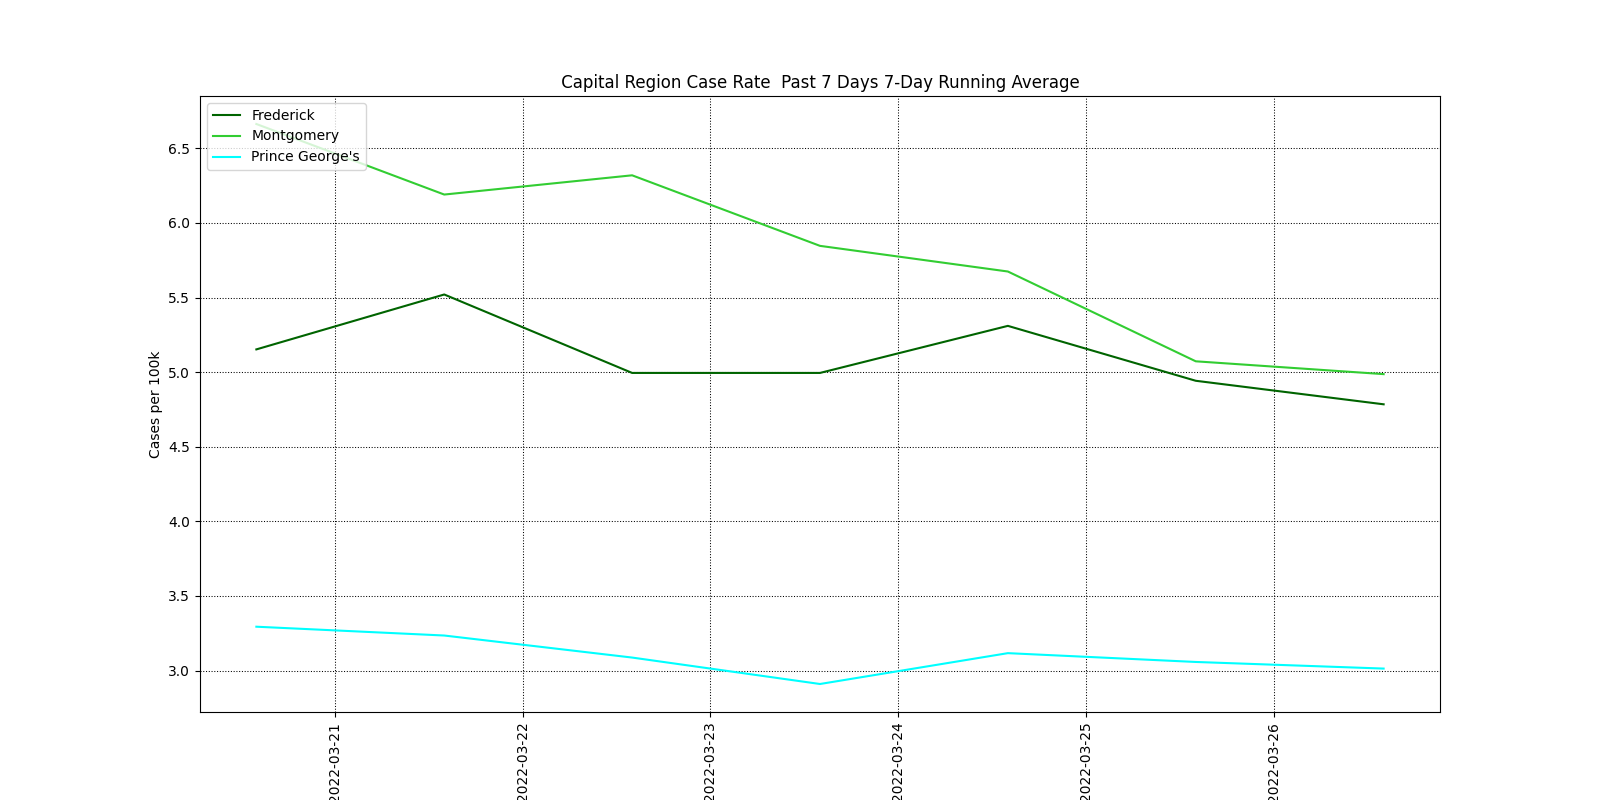 Capital Region Case Rate  Past 7 Days 7-Day Running Average
Frederick
Montgomery
Prince George's
Cases per 100k
6.5
6.0
5.5
5.0
4.5
4.0
3.5
3.0
2022-03-21
2022-03-22
2022-03-23
2022-03-24
2022-03-25
2022-03-26